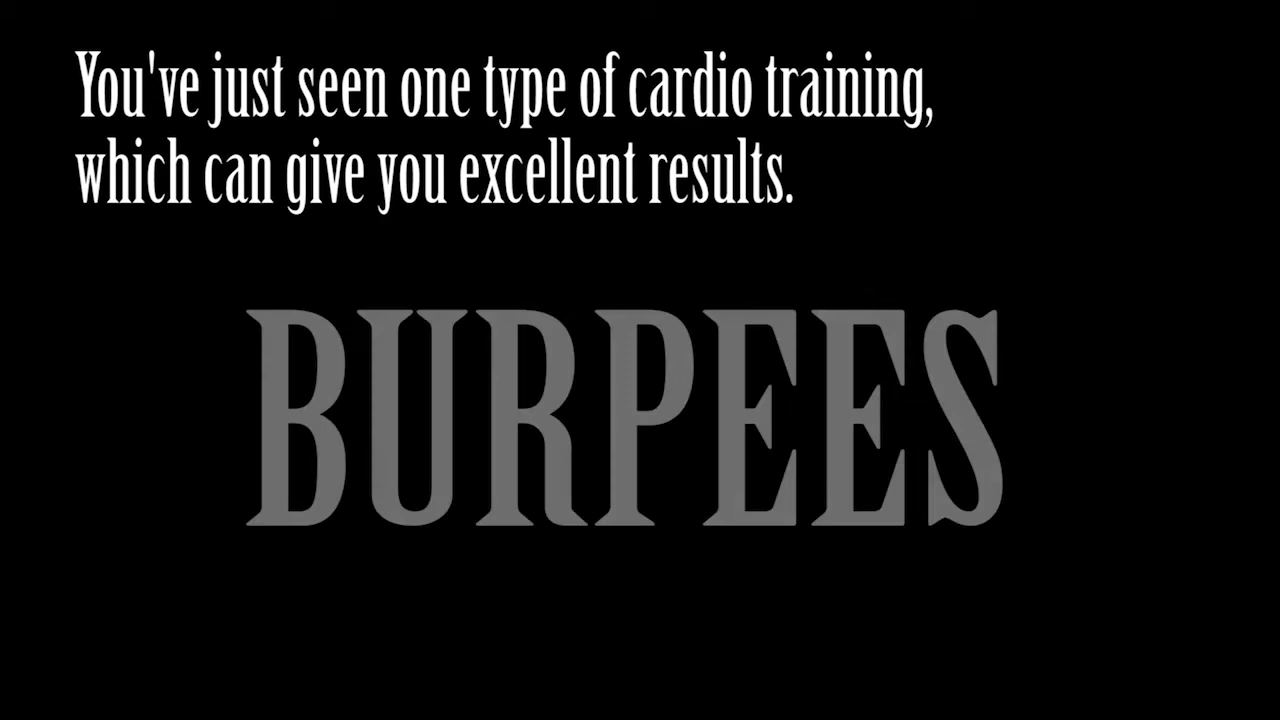 You've just seen one type of cardio training,
which can give you excellent results.
BURPEES